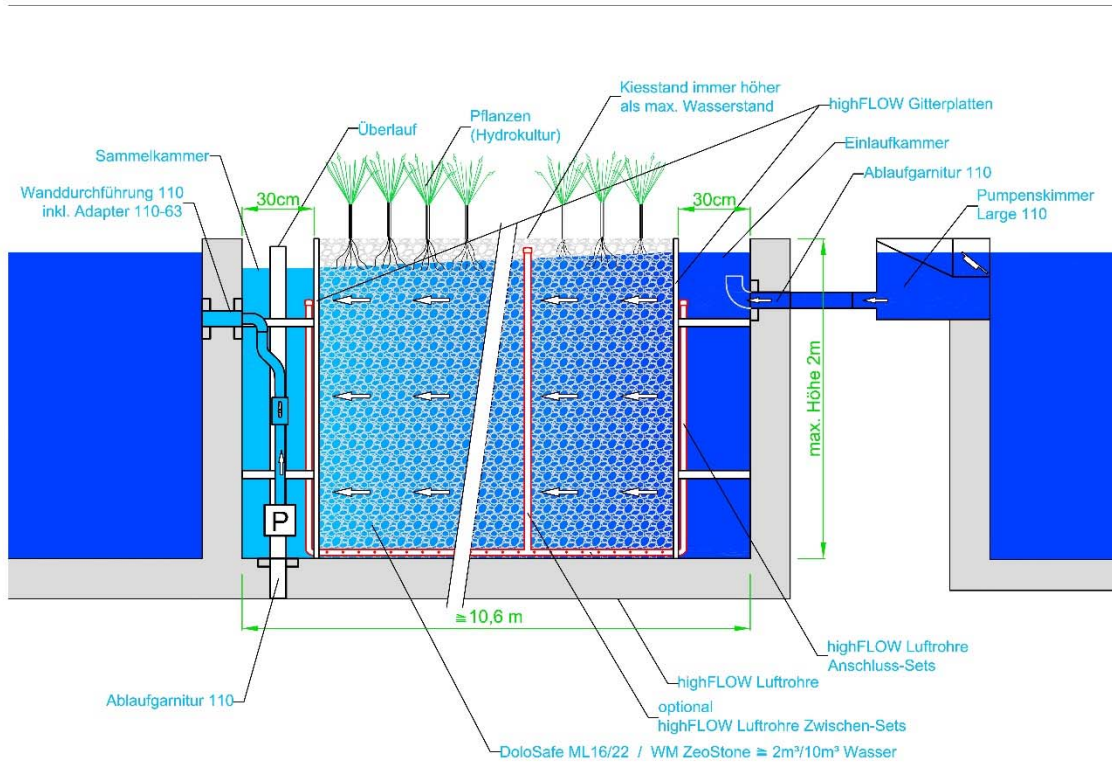 Kiesstand immer höher
als max. Wasserstand
highFLOW Gitterplatten
Pflanzen
(Hydrokultur)
Überlauf
Einlaufkammer
Sammelkammer
Ablaufgarnitur 110
Wanddurchführung 110
inkl. Adapter 110-63
30cm
30cm
Pumpenskimmer
Large 110
max. Höhe 2m
P
≅ 10,6 m
highFLOW Luftrohre
Anschluss-Sets
highFLOW Luftrohre
Ablaufgarnitur 110
optional
highFLOW Luftrohre Zwischen-Sets
DoloSafe ML16/22 / WM ZeoStone ≅ 2m³/10m³ Wasser